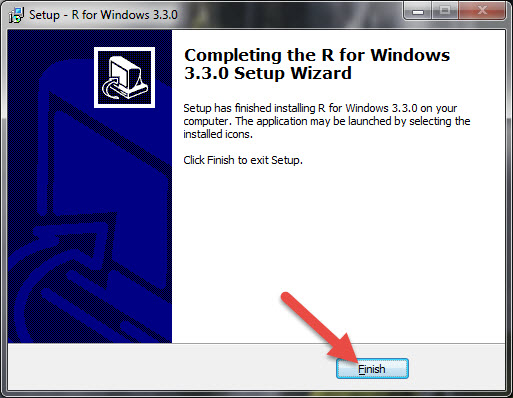 Setup - R for Windows 3.3.0
Completing the R for Windows
3.3.0 Setup Wizard
Setup has finished installing R for Windows 3.3.0 on your
computer. The application may be launched by selecting the
installed icons.
Click Finish to exit Setup.
Finish